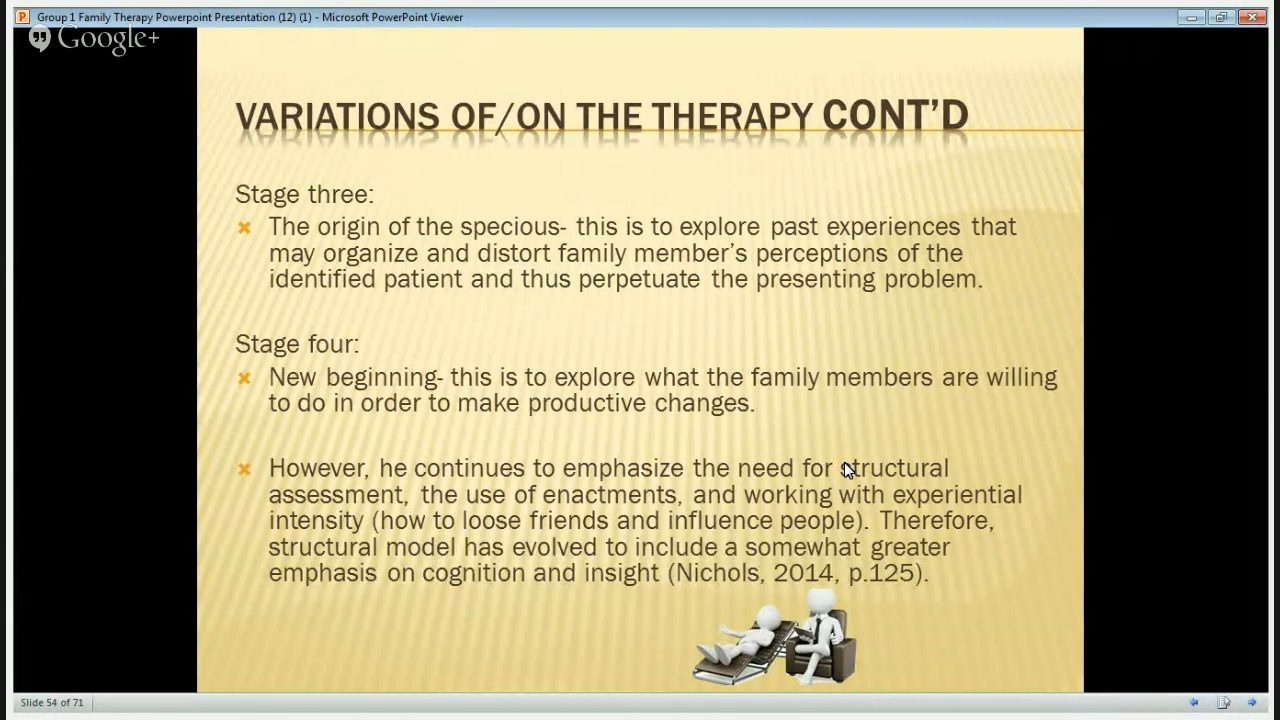 Group 1 Family Therapy Powerpoint Presentation (12) (1) - Microsoft PowerPoint Viewer
Google+
VARIATIONS OF/ON THE THERAPY CONT'D
Stage three:
The origin of the specious- this is to explore past experiences that
may organize and distort family member's perceptions of the
identified patient and thus perpetuate the presenting problem.
Stage four:
New beginning- this is to explore what the family members are willing
to do in order to make productive changes.
However, he continues to emphasize the need for structural
assessment, the use of enactments, and working with experiential
intensity (how to loose friends and influence people). Therefore,
structural model has evolved to include a somewhat greater
emphasis on cognition and insight (Nichols, 2014, p.125).
Slide 54 of 71